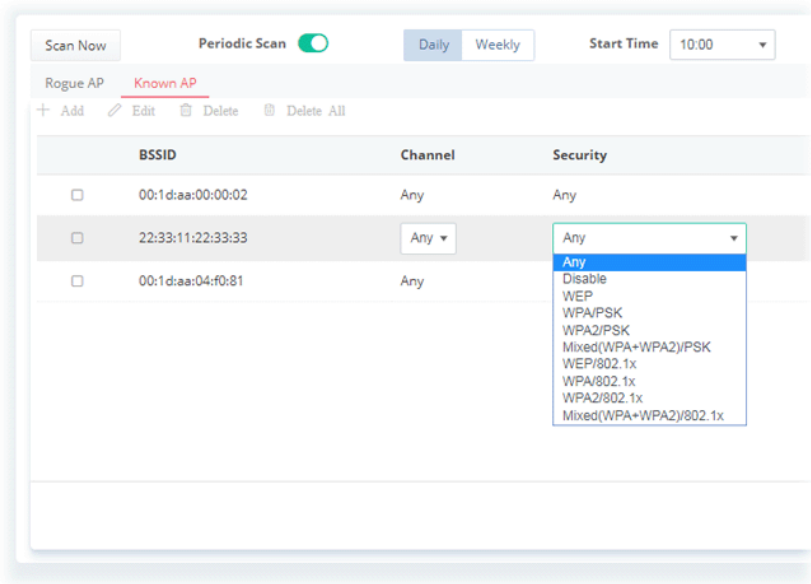 Scan Now Periodic Scan Daily Weekly Start Time 10:00
Rogue AP Known AP
Add Edit Delete Delete All
BSSID Channel Security
00:1d:aa:00:00:02 Any Any
22:33:11:22:33:33 Any Any
Any
Disable
00:1d:aa:04:f0:81 Any
WEP
WPA/PSK
WPA2/PSK
Mixed(WPA+WPA2)/PSK
WEP/802.1x
WPA/802.1x
WPA2/802.1x
Mixed(WPA+WPA2)/802.1x